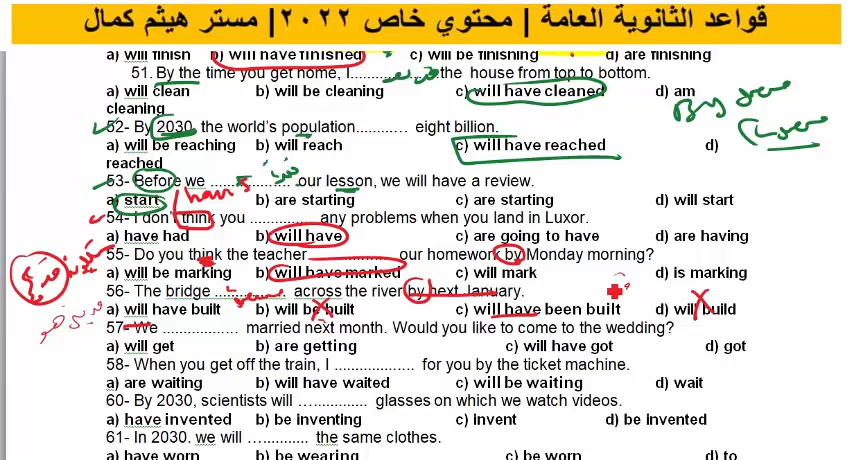 قواعد الثانوية العامة | محتوي خاص ٢٠٢٢| مستر هيثم كمال
a) will finish b) will have finished c) will be finishing d) are finishing
51. By the time you get home, I.................the house from top to bottom.
a) will clean b) will be cleaning c) will have cleaned d) am
cleaning
52- By 2030, the world's population............ eight billion.
a) will be reaching b) will reach c) will have reached d)
reached
53- Before we ................... our lesson, we will have a review.
a) start b) are starting c) are starting d) will start
54- I don't think you .............. any problems when you land in Luxor.
a) have had b) will have c) are going to have d) are having
55- Do you think the teacher .................. our homework by Monday morning?
a) will be marking b) will have marked c) will mark d) is marking
56- The bridge ............... across the river by next January.
a) will have built b) will be built c) will have been built d) will build
57- We ................. married next month. Would you like to come to the wedding?
a) will get b) are getting c) will have got d) got
58- When you get off the train, I ................... for you by the ticket machine.
a) are waiting b) will have waited c) will be waiting d) wait
60- By 2030, scientists will ….............. glasses on which we watch videos.
a) have invented b) be inventing c) invent d) be invented
61- In 2030. we will ….......... the same clothes.
a) have worn b) be wearing c) be worn d) to